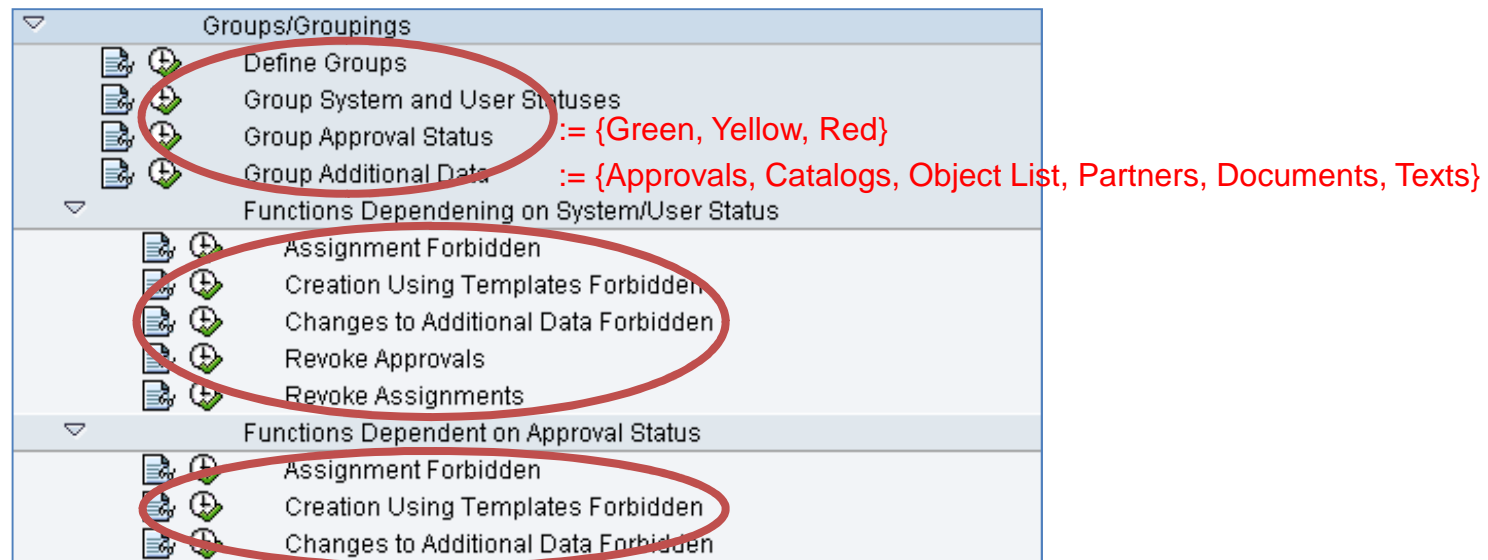 Groups/Groupings
Define Groups
Group System and User Statuses
Group Approval Status := {Green, Yellow, Red}
Group Additional Data := {Approvals, Catalogs, Object List, Partners, Documents, Texts}
Functions Dependening on System/User Status
Assignment Forbidden
Creation Using Templates Forbidden
Changes to Additional Data Forbidden
Revoke Approvals
Revoke Assignments
Functions Dependent on Approval Status
Assignment Forbidden
Creation Using Templates Forbidden
Changes to Additional Data Forbidden